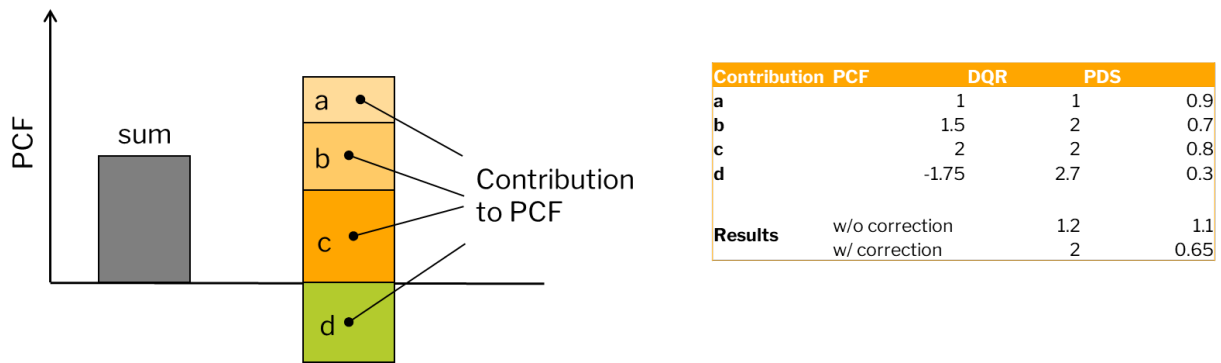 PCF
sum
a
b
c
d
Contribution
to PCF
Contribution PCF DQR PDS
a 1 1 0.9
b 1.5 2 0.7
c 2 2 0.8
d -1.75 2.7 0.3
Results
w/o correction 1.2 1.1
w/ correction 2 0.65